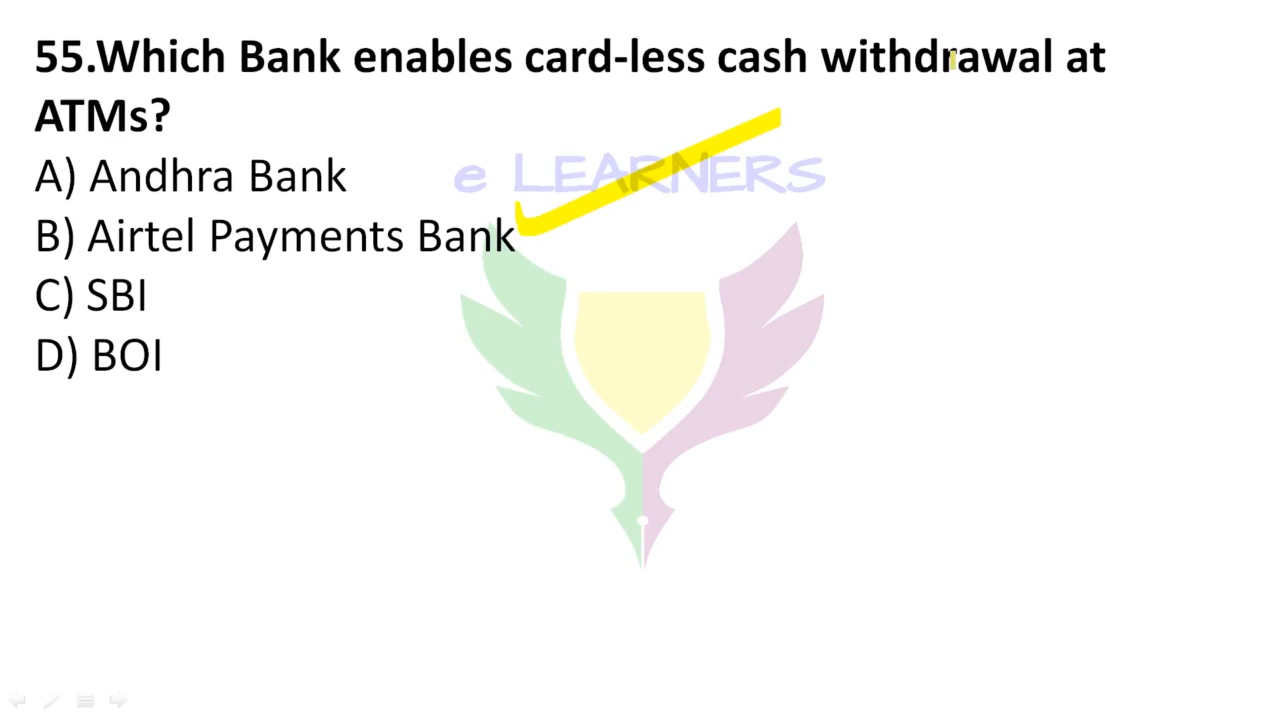 55.Which Bank enables card-less cash withdrawal at
ATMs?
A) Andhra Bank
e LEARNERS
B) Airtel Payments Bank
C) SBI
D) BOI